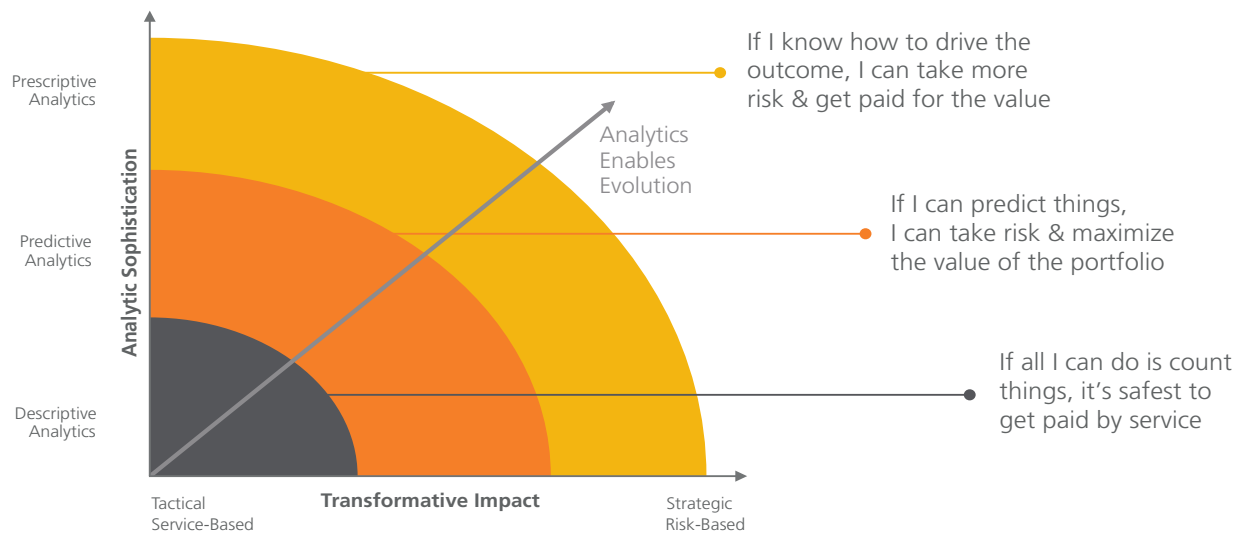 Prescriptive
Analytics
Predictive
Analytics
Descriptive
Analytics
Analytic Sophistication
If I know how to drive the
outcome, I can take more
risk & get paid for the value
Analytics
Enables
Evolution
If I can predict things,
I can take risk & maximize
the value of the portfolio
If all I can do is count
things, it’s safest to
get paid by service
Tactical
Service-Based
Transformative Impact
Strategic
Risk-Based